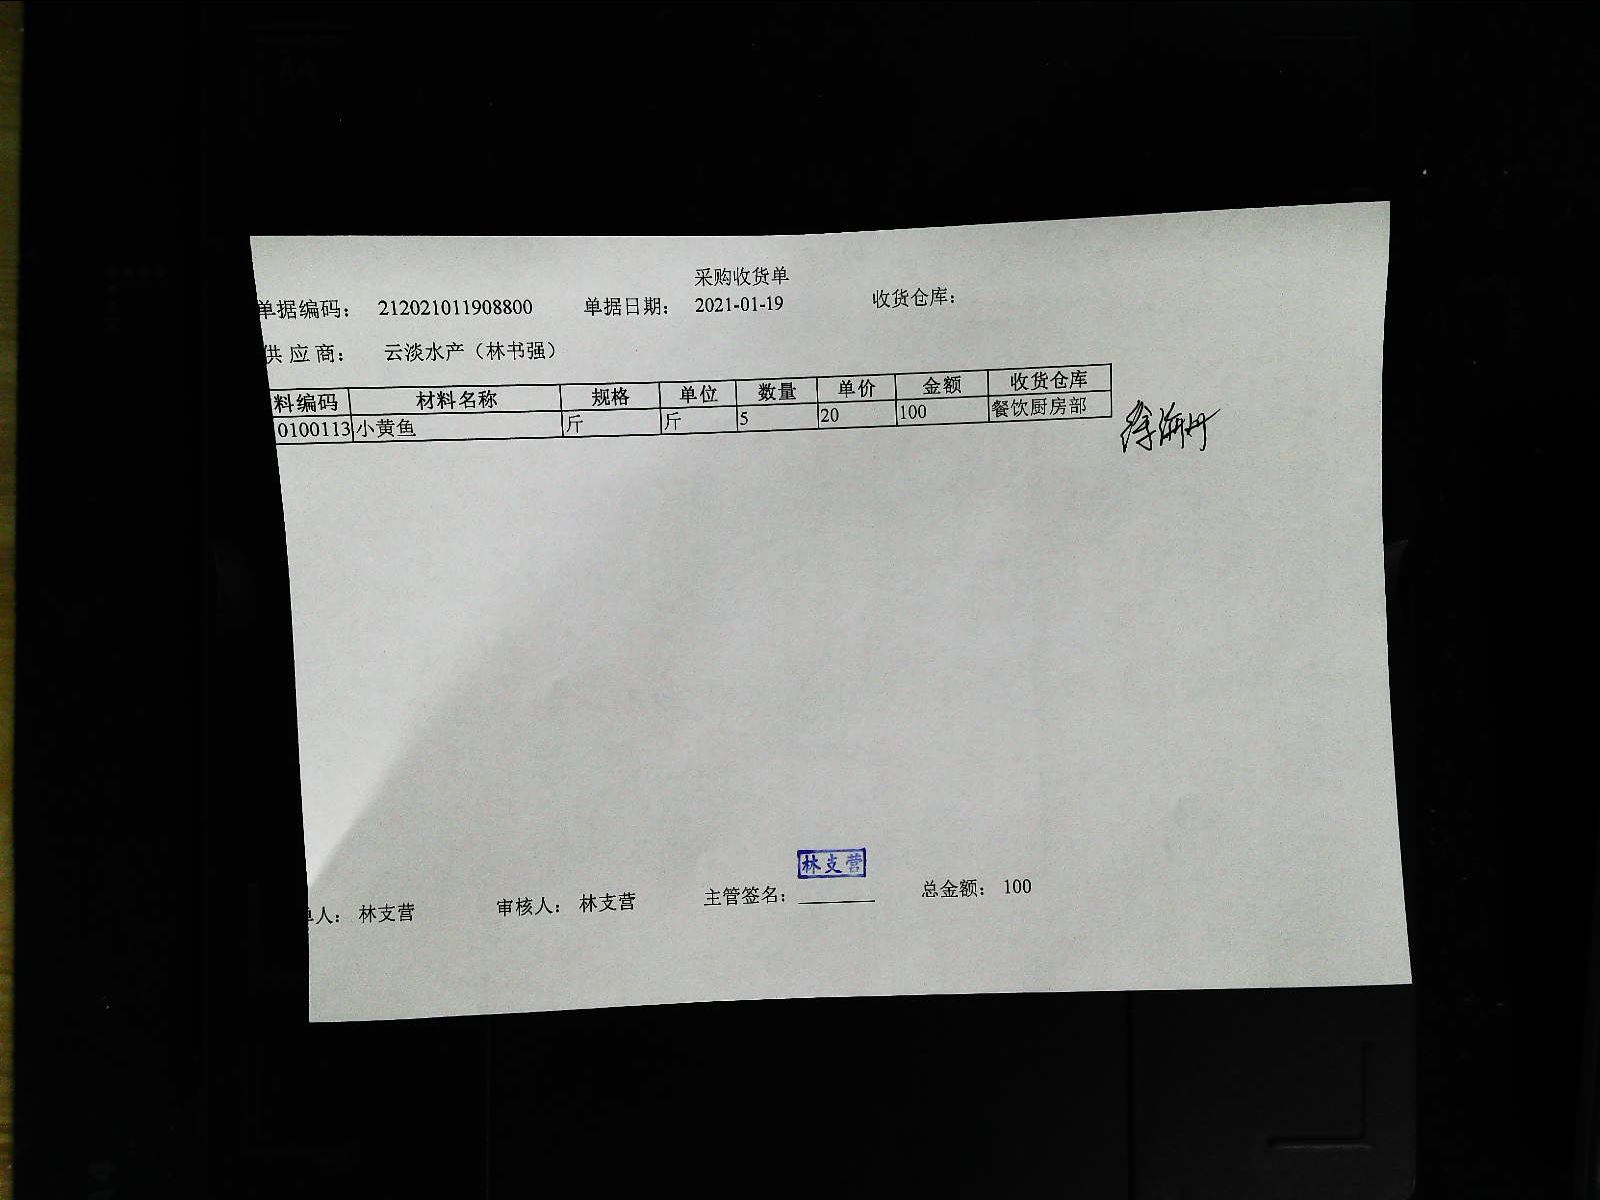 采购收货单
单据编码： 212021011908800 单据日期： 2021-01-19 收货仓库：
供应商： 云淡水产（林书强）
料编码 材料名称 规格 单位 数量 单价 金额 收货仓库
0100113 小黄鱼 斤 斤 5 20 100 餐饮厨房部
林支营
单人： 林支营 审核人： 林支营 主管签名： 总金额： 100